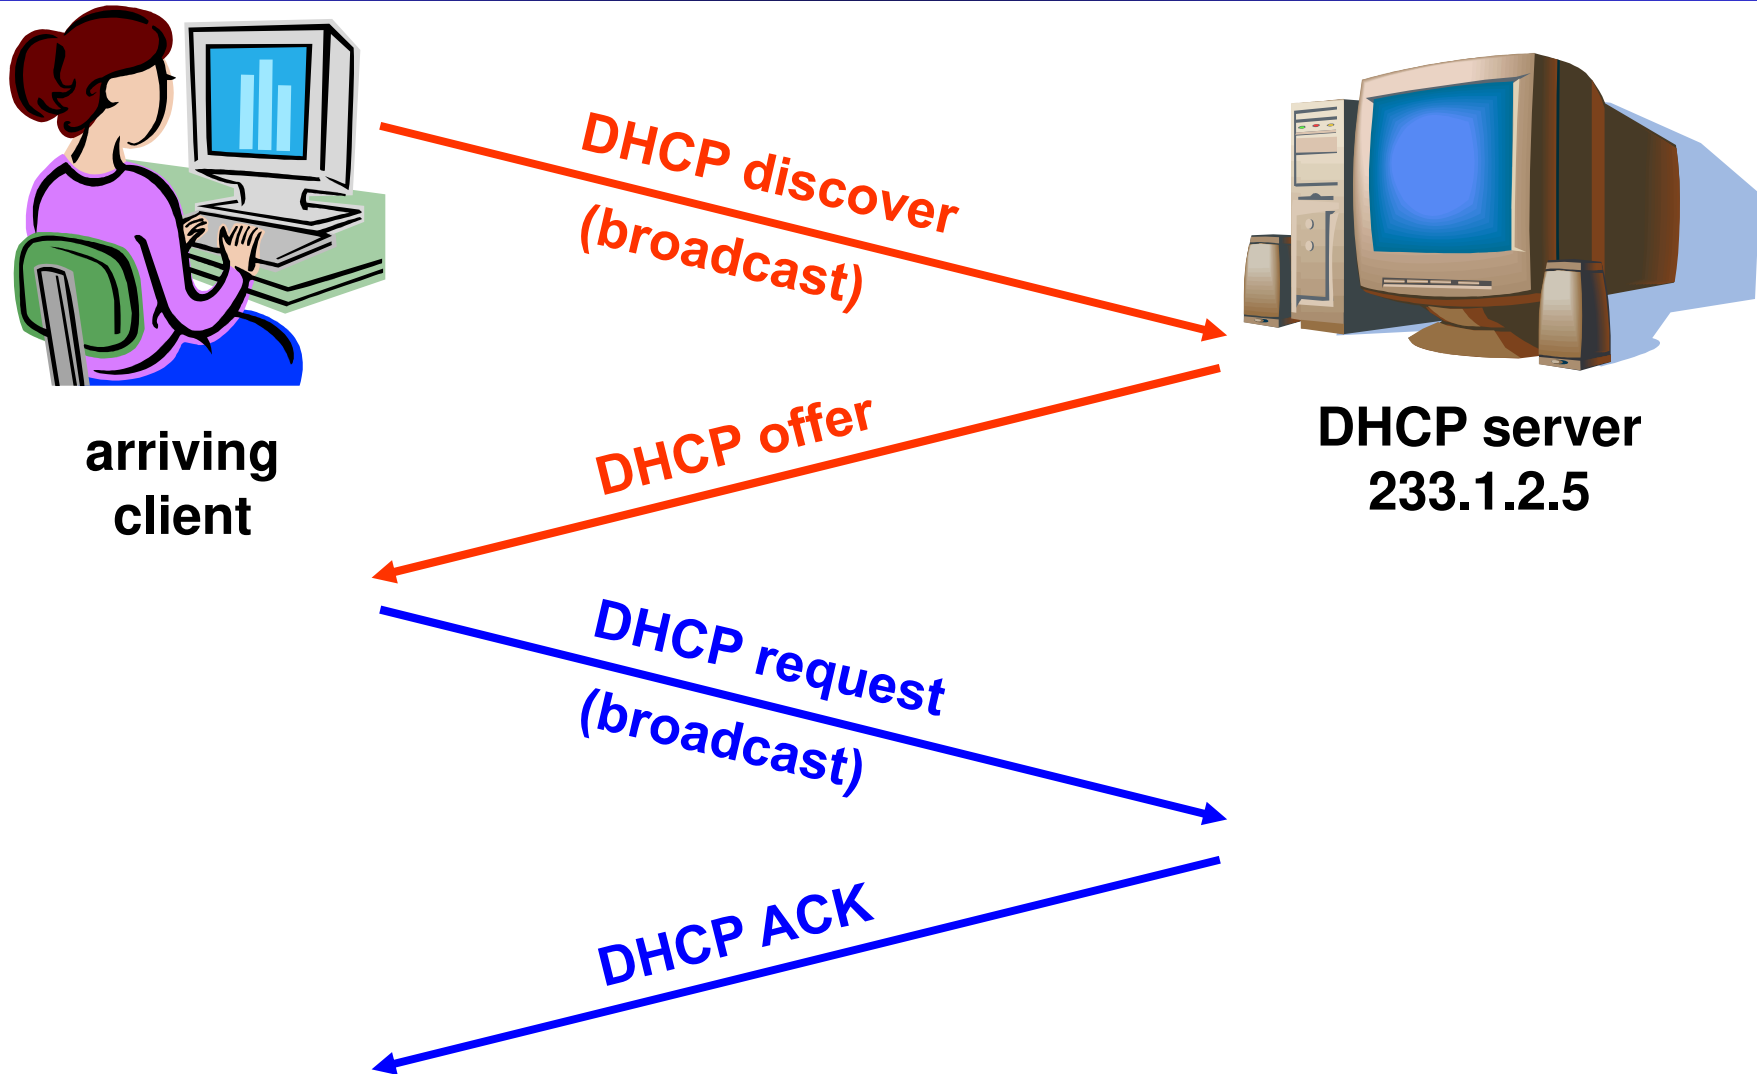 DHCP discover
(broadcast)
DHCP offer
arriving
client
DHCP server
233.1.2.5
DHCP request
(broadcast)
DHCP ACK